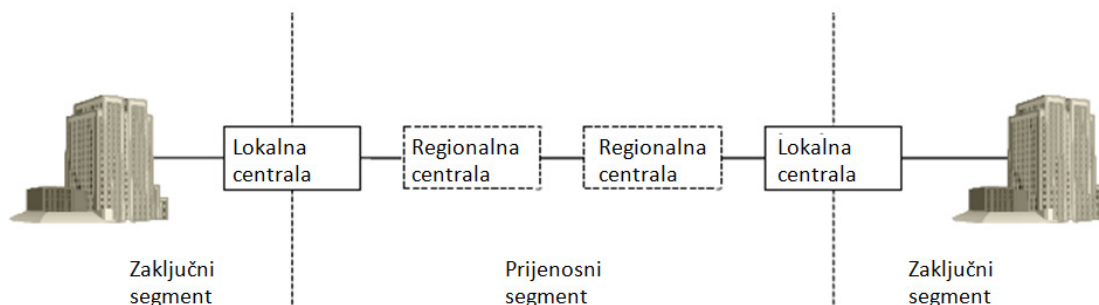 Lokalna
centrala
Regionalna
centrala
Regionalna
centrala
Lokalna
centrala
Zaključni
segment
Prijenosni
segment
Zaključni
segment